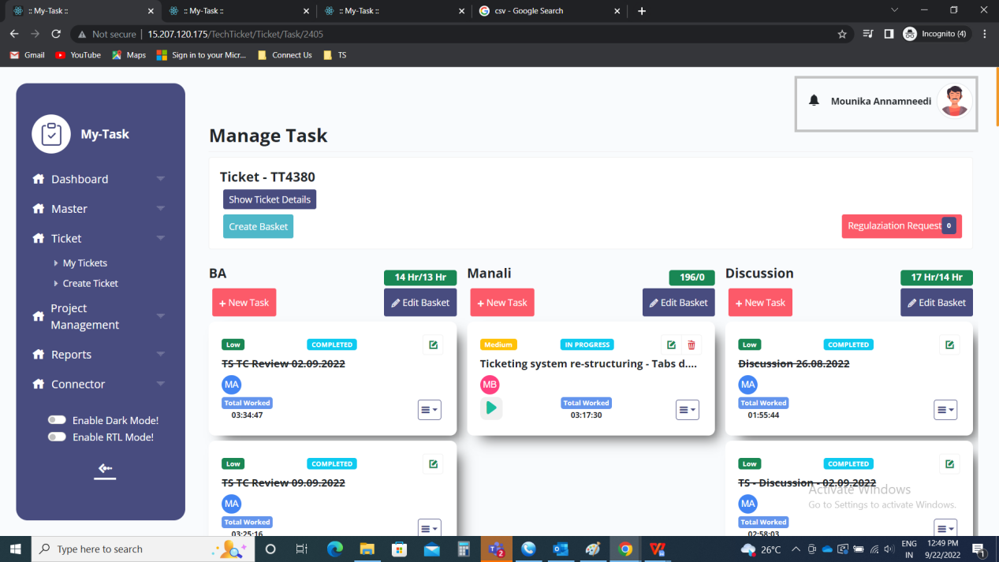 :: My-Task ::
:: My-Task ::
:: My-Task ::
csv - Google Search
Not secure | 15.207.120.175/TechTicket/Ticket/Task/2405
Incognito (4)
Gmail
YouTube
Maps
Sign in to your Micr...
Connect Us
TS
My-Task
Dashboard
Master
Ticket
My Tickets
Create Ticket
Project
Management
Reports
Connector
Enable Dark Mode!
Enable RTL Mode!
Mounika Annamneedi
Manage Task
Ticket - TT4380
Show Ticket Details
Create Basket
Regulaziation Request 0
BA
14 Hr/13 Hr
+ New Task
Edit Basket
Low
COMPLETED
TS TC Review 02.09.2022
MA
Total Worked
03:34:47
Low
COMPLETED
TS TC Review 09.09.2022
MA
Total Worked
03:25:16
Manali
196/0
+ New Task
Edit Basket
Medium
IN PROGRESS
Ticketing system re-structuring - Tabs d....
MB
Total Worked
03:17:30
Discussion
17 Hr/14 Hr
+ New Task
Edit Basket
Low
COMPLETED
Discussion 26.08.2022
MA
Total Worked
01:55:44
Low
COMPLETED
TS - Discussion - 02.09.2022
MA
Total Worked
02:58:03
Activate Windows
Go to Settings to activate Windows.
Type here to search
2
26°C
ENG
IN
12:49 PM
9/22/2022
1